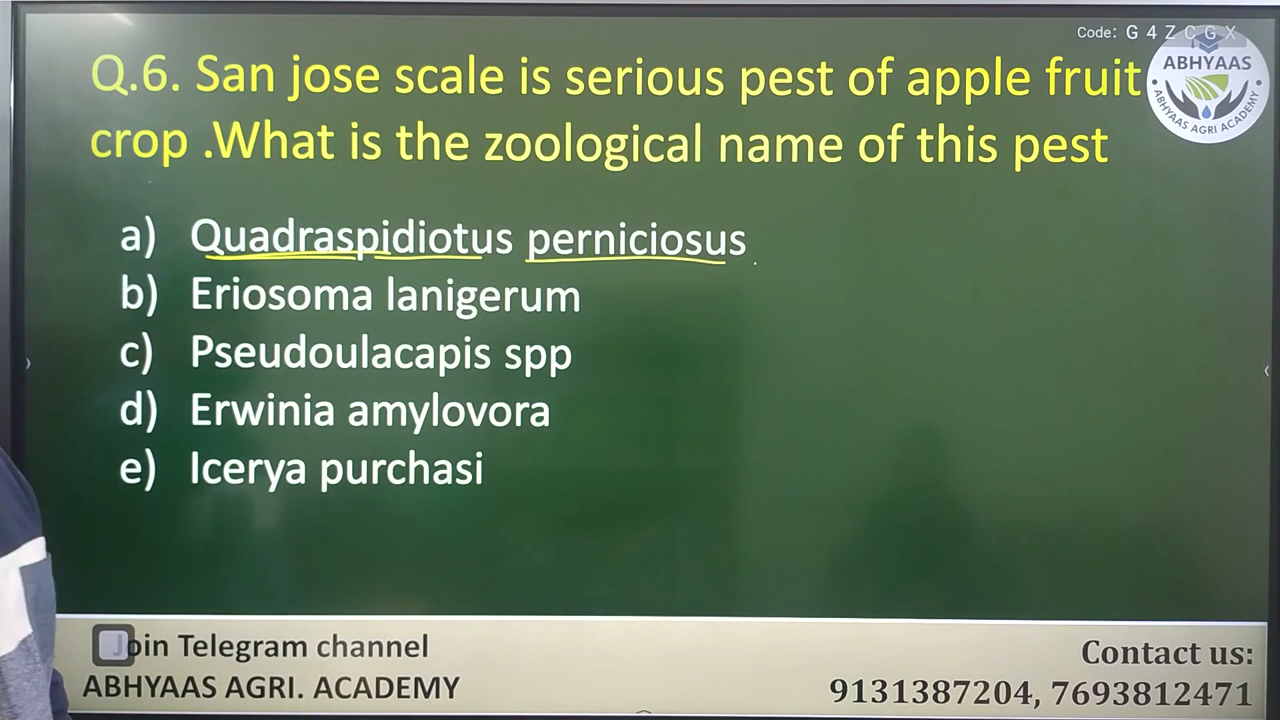 Code: G 4 Z C G X
ABHYAAS
ABHYAAS AGRI ACADEMY
Q.6. San jose scale is serious pest of apple fruit
crop .What is the zoological name of this pest
a) Quadraspidiotus perniciosus
b) Eriosoma lanigerum
c) Pseudoulacapis spp
d) Erwinia amylovora
e) Icerya purchasi
Join Telegram channel
ABHYAAS AGRI. ACADEMY
Contact us:
9131387204, 7693812471